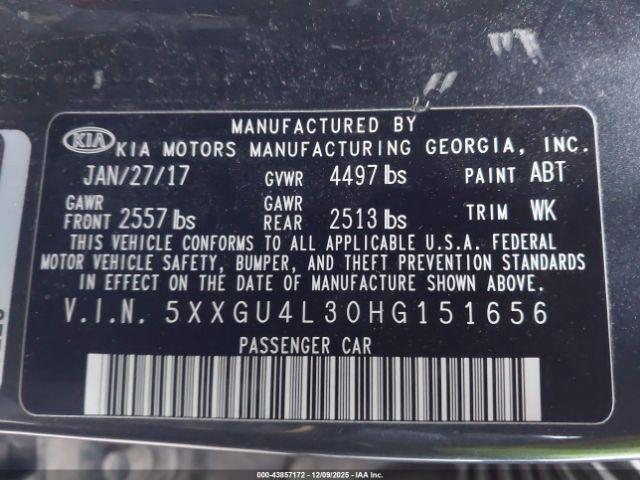 KIA
MANUFACTURED BY
KIA MOTORS MANUFACTURING GEORGIA, INC.
JAN/27/17 GVWR 4497 lbs PAINT ABT
GAWR FRONT 2557 lbs GAWR REAR 2513 lbs TRIM WK
THIS VEHICLE CONFORMS TO ALL APPLICABLE U.S.A. FEDERAL
MOTOR VEHICLE SAFETY, BUMPER, AND THEFT PREVENTION STANDARDS
IN EFFECT ON THE DATE OF MANUFACTURE SHOWN ABOVE.
V.I.N. 5XXGU4L30HG151656
PASSENGER CAR
000-43857172 - 12/09/2025 - IAAI.CA